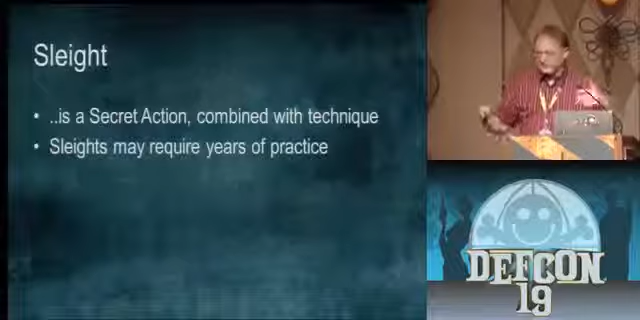 Sleight
• ..is a Secret Action, combined with technique
• Sleights may require years of practice
DEFCON
19